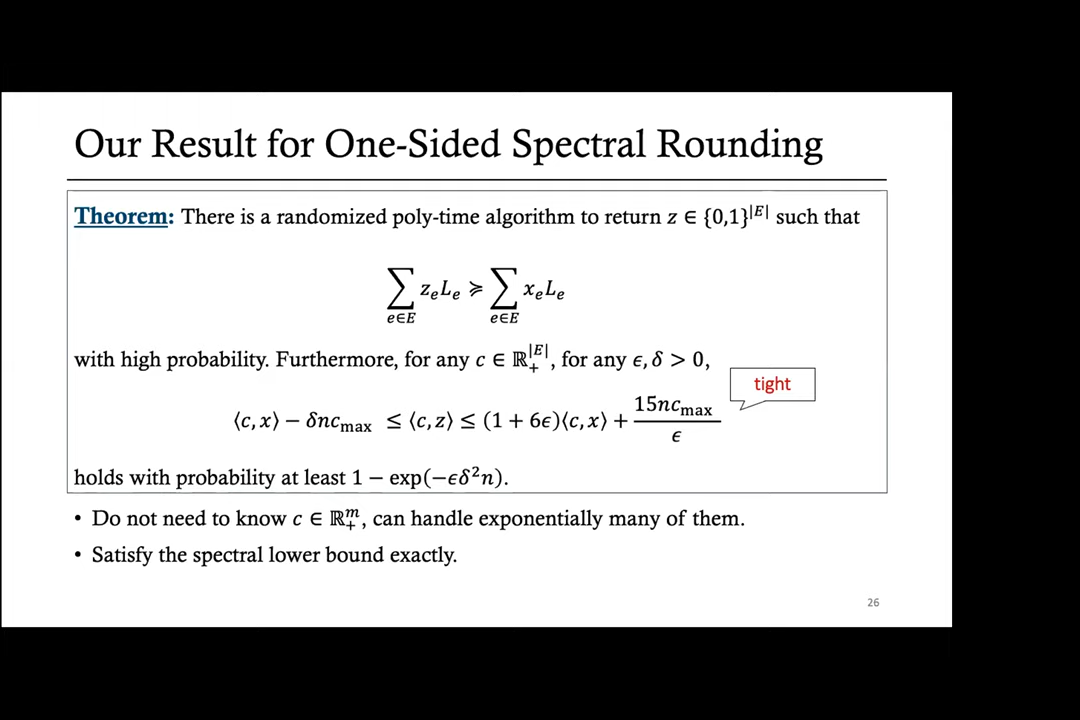 Our Result for One-Sided Spectral Rounding
Theorem: There is a randomized poly-time algorithm to return z ∈ {0,1}^|E| such that
∑_{e∈E} z_e L_e ≽ ∑_{e∈E} x_e L_e
with high probability. Furthermore, for any c ∈ ℝ_+^|E|, for any ϵ, δ > 0,
tight
⟨c, x⟩ − δnc_max ≤ ⟨c, z⟩ ≤ (1 + 6ϵ)⟨c, x⟩ + 15nc_max / ϵ
holds with probability at least 1 − exp(−ϵδ²n).
• Do not need to know c ∈ ℝ_+^m, can handle exponentially many of them.
• Satisfy the spectral lower bound exactly.
26